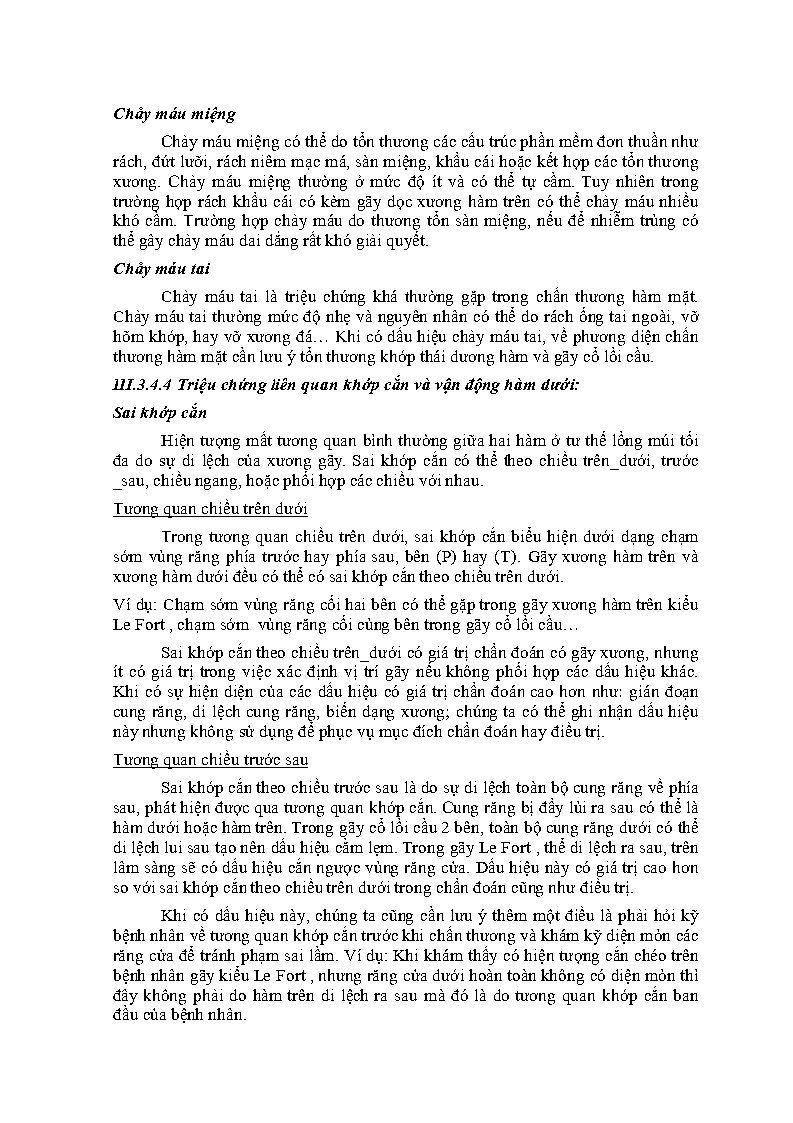 Chảy máu miệng
Chảy máu miệng có thể do tổn thương các cấu trúc phần mềm đơn thuần như
rách, đứt lưỡi, rách niêm mạc má, sàn miệng, khẩu cái hoặc kết hợp các tổn thương
xương. Chảy máu miệng thường ở mức độ ít và có thể tự cầm. Tuy nhiên trong
trường hợp rách khẩu cái có kèm gãy dọc xương hàm trên có thể chảy máu nhiều
khó cầm. Trường hợp chảy máu do thương tổn sàn miệng, nếu để nhiễm trùng có
thể gây chảy máu dai dẳng rất khó giải quyết.
Chảy máu tai
Chảy máu tai là triệu chứng khá thường gặp trong chấn thương hàm mặt.
Chảy máu tai thường mức độ nhẹ và nguyên nhân có thể do rách ống tai ngoài, vỡ
hõm khớp, hay vỡ xương đá… Khi có dấu hiệu chảy máu tai, về phương diện chấn
thương hàm mặt cần lưu ý tổn thương khớp thái dương hàm và gãy cổ lồi cầu.
III.3.4.4 Triệu chứng liên quan khớp cắn và vận động hàm dưới:
Sai khớp cắn
Hiện tượng mất tương quan bình thường giữa hai hàm ở tư thế lồng múi tối
đa do sự di lệch của xương gãy. Sai khớp cắn có thể theo chiều trên_dưới, trước
_sau, chiều ngang, hoặc phối hợp các chiều với nhau.
Tương quan chiều trên dưới
Trong tương quan chiều trên dưới, sai khớp cắn biểu hiện dưới dạng chạm
sớm vùng răng phía trước hay phía sau, bên (P) hay (T). Gãy xương hàm trên và
xương hàm dưới đều có thể có sai khớp cắn theo chiều trên dưới.
Ví dụ: Chạm sớm vùng răng cối hai bên có thể gặp trong gãy xương hàm trên kiểu
Le Fort , chạm sớm  vùng răng cối cùng bên trong gãy cổ lồi cầu…
Sai khớp cắn theo chiều trên_dưới có giá trị chẩn đoán có gãy xương, nhưng
ít có giá trị trong việc xác định vị trí gãy nếu không phối hợp các dấu hiệu khác.
Khi có sự hiện diện của các dấu hiệu có giá trị chẩn đoán cao hơn như: gián đoạn
cung răng, di lệch cung răng, biến dạng xương; chúng ta có thể ghi nhận dấu hiệu
này nhưng không sử dụng để phục vụ mục đích chẩn đoán hay điều trị.
Tương quan chiều trước sau
Sai khớp cắn theo chiều trước sau là do sự di lệch toàn bộ cung răng về phía
sau, phát hiện được qua tương quan khớp cắn. Cung răng bị đẩy lùi ra sau có thể là
hàm dưới hoặc hàm trên. Trong gãy cổ lồi cầu 2 bên, toàn bộ cung răng dưới có thể
di lệch lui sau tạo nên dấu hiệu cằm lẹm. Trong gãy Le Fort , thể di lệch ra sau, trên
lâm sàng sẽ có dấu hiệu cắn ngược vùng răng cửa. Dấu hiệu này có giá trị cao hơn
so với sai khớp cắn theo chiều trên dưới trong chẩn đoán cũng như điều trị.
Khi có dấu hiệu này, chúng ta cũng cần lưu ý thêm một điều là phải hỏi kỹ
bệnh nhân về tương quan khớp cắn trước khi chấn thương và khám kỹ diện mòn các
răng cửa để tránh phạm sai lầm. Ví dụ: Khi khám thấy có hiện tượng cắn chéo trên
bệnh nhân gãy kiểu Le Fort , nhưng răng cửa dưới hoàn toàn không có diện mòn thì
đây không phải do hàm trên di lệch ra sau mà đó là do tương quan khớp cắn ban
đầu của bệnh nhân.